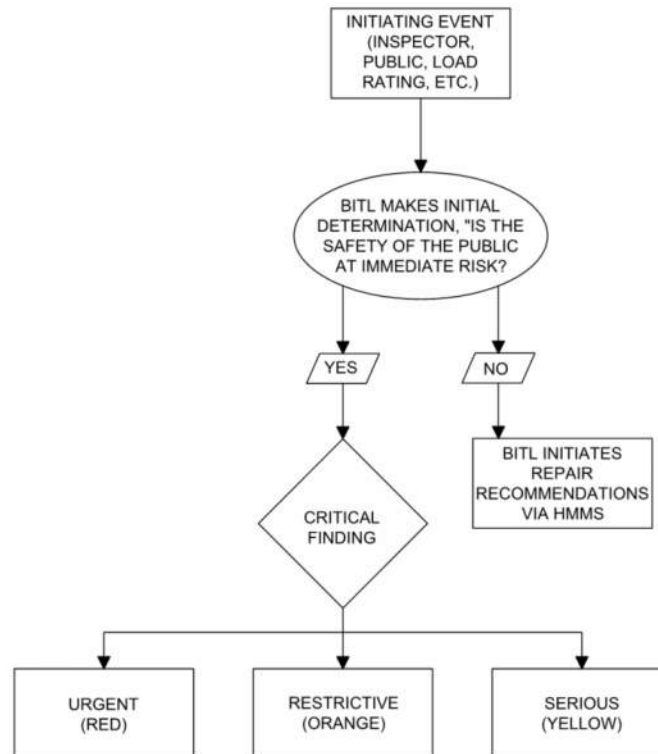 INITIATING EVENT
(INSPECTOR,
PUBLIC, LOAD
RATING, ETC.)
BITL MAKES INITIAL
DETERMINATION, "IS THE
SAFETY OF THE PUBLIC
AT IMMEDIATE RISK?
YES
NO
BITL INITIATES
REPAIR
RECOMMENDATIONS
VIA HMMS
CRITICAL
FINDING
URGENT
(RED)
RESTRICTIVE
(ORANGE)
SERIOUS
(YELLOW)